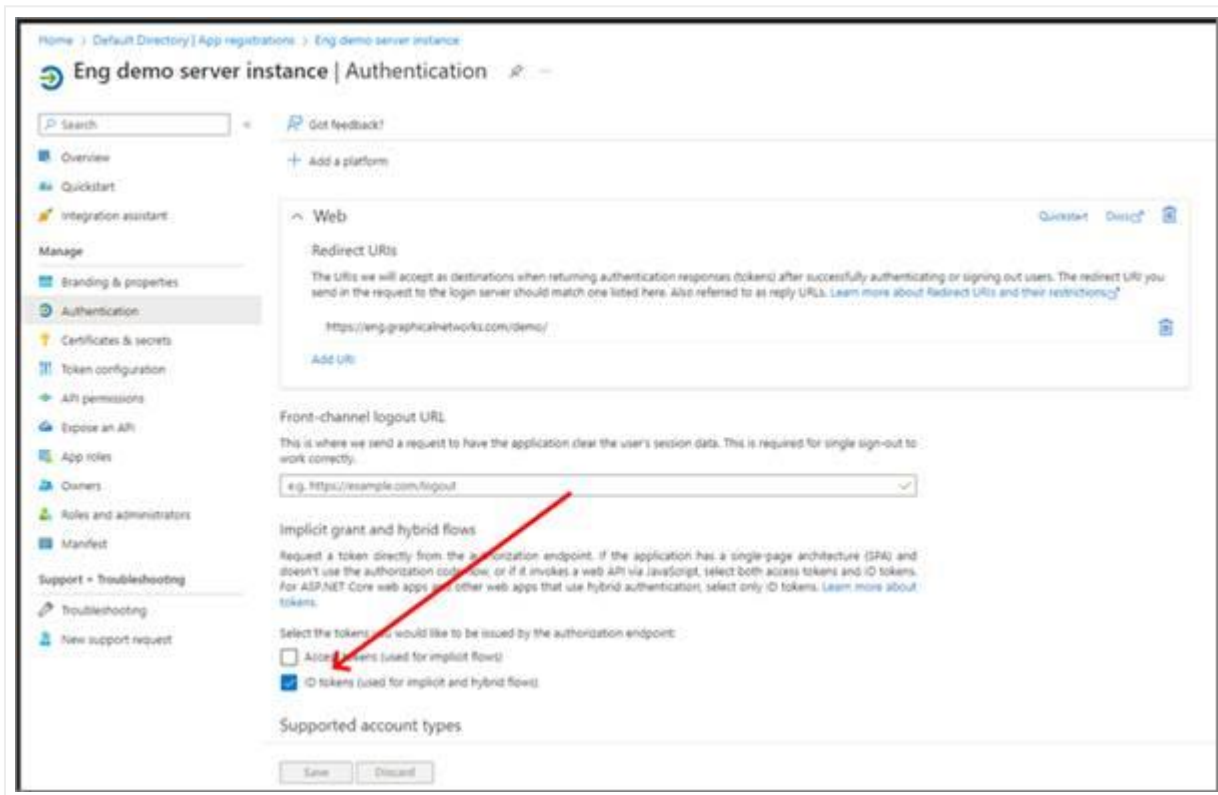 Home > Default Directory | App registrations > Eng demo server instance
Eng demo server instance | Authentication
Search
Got feedback?
Overview
Add a platform
Quickstart
Integration assistant
Web
Quickstart Docs
Manage
Redirect URIs
Branding & properties
The URIs we will accept as destinations when returning authentication responses (tokens) after successfully authenticating or signing out users. The redirect URI you
send in the request to the login server should match one listed here. Also referred to as reply URLs. Learn more about Redirect URIs and their restrictions
Authentication
https://eng.graphicalnetworks.com/demo/
Certificates & secrets
Add URI
Token configuration
API permissions
Front-channel logout URL
Expose an API
This is where we send a request to have the application clear the user's session data. This is required for single sign-out to
work correctly.
App roles
Owners
e.g. https://example.com/logout
Roles and administrators
Manifest
Implicit grant and hybrid flows
Request a token directly from the authorization endpoint. If the application has a single-page architecture (SPA) and
doesn't use the authorization code flow, or if it invokes a web API via JavaScript, select both access tokens and ID tokens.
For ASP.NET Core web apps and other web apps that use hybrid authentication, select only ID tokens. Learn more about
tokens.
Support + Troubleshooting
Troubleshooting
New support request
Select the tokens you would like to be issued by the authorization endpoint:
Access tokens (used for implicit flows)
ID tokens (used for implicit and hybrid flows)
Supported account types
Save Discard